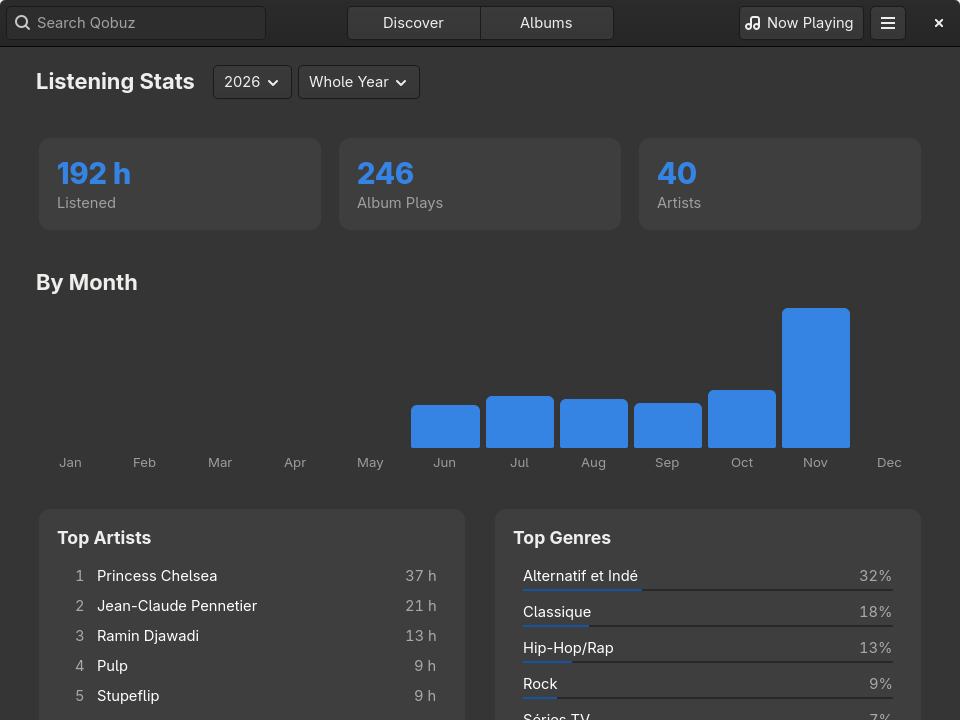 Search Qobuz
Discover
Albums
Now Playing
Listening Stats
2026
Whole Year
192 h
Listened
246
Album Plays
40
Artists
By Month
Jan Feb Mar Apr May Jun Jul Aug Sep Oct Nov Dec
Top Artists
1 Princess Chelsea 37 h
2 Jean-Claude Pennetier 21 h
3 Ramin Djawadi 13 h
4 Pulp 9 h
5 Stupeflip 9 h
Top Genres
Alternatif et Indé 32%
Classique 18%
Hip-Hop/Rap 13%
Rock 9%
Séries TV 7%